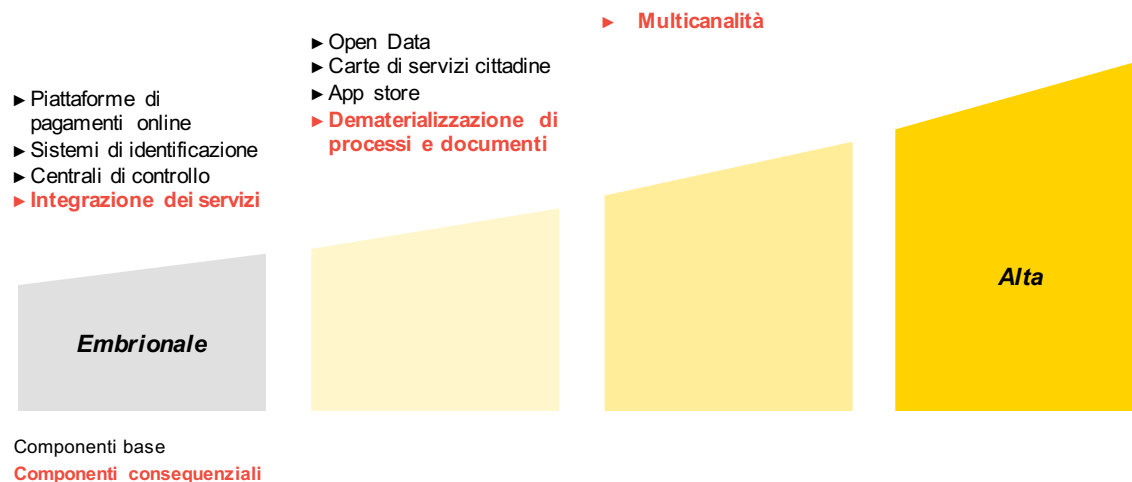 ► Piattaforme di
pagamenti online
► Sistemi di identificazione
► Centrali di controllo
► Integrazione dei servizi
► Open Data
► Carte di servizi cittadine
► App store
► Dematerializzazione di
processi e documenti
► Multicanalità
Embrionale
Alta
Componenti base
Componenti consequenziali